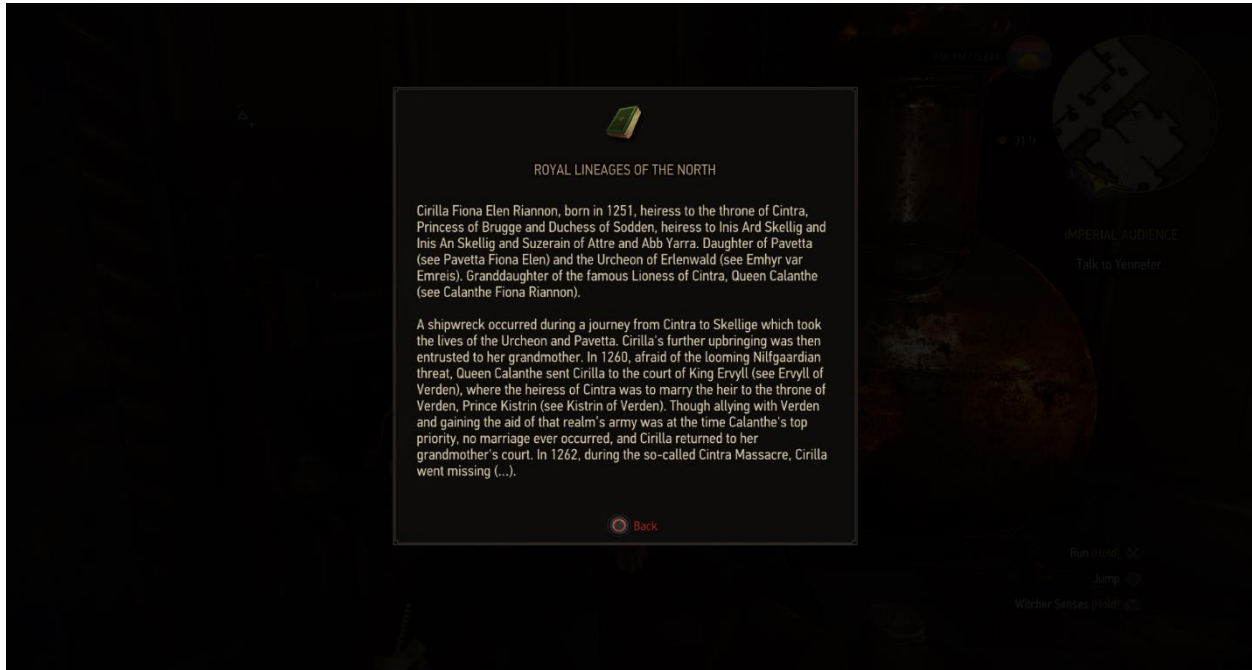 ROYAL LINEAGES OF THE NORTH
Cirilla Fiona Elen Riannon, born in 1251, heiress to the throne of Cintra,
Princess of Brugge and Duchess of Sodden, heiress to Inis Ard Skellig and
Inis An Skellig and Suzerain of Attre and Abb Yarra. Daughter of Pavetta
(see Pavetta Fiona Elen) and the Urcheon of Erlenwald (see Emhyr var
Emreis). Granddaughter of the famous Lioness of Cintra, Queen Calanthe
(see Calanthe Fiona Riannon).
A shipwreck occurred during a journey from Cintra to Skellige which took
the lives of the Urcheon and Pavetta. Cirilla's further upbringing was then
entrusted to her grandmother. In 1260, afraid of the looming Nilfgaardian
threat, Queen Calanthe sent Cirilla to the court of King Ervyll (see Ervyll of
Verden), where the heiress of Cintra was to marry the heir to the throne of
Verden, Prince Kistrin (see Kistrin of Verden). Though allying with Verden
and gaining the aid of that realm's army was at the time Calanthe's top
priority, no marriage ever occurred, and Cirilla returned to her
grandmother's court. In 1262, during the so-called Cintra Massacre, Cirilla
went missing (...).
Back
IMPERIAL AUDIENCE
Talk to Yennefer
Run (Hold)
Jump
Witcher Senses (Hold)